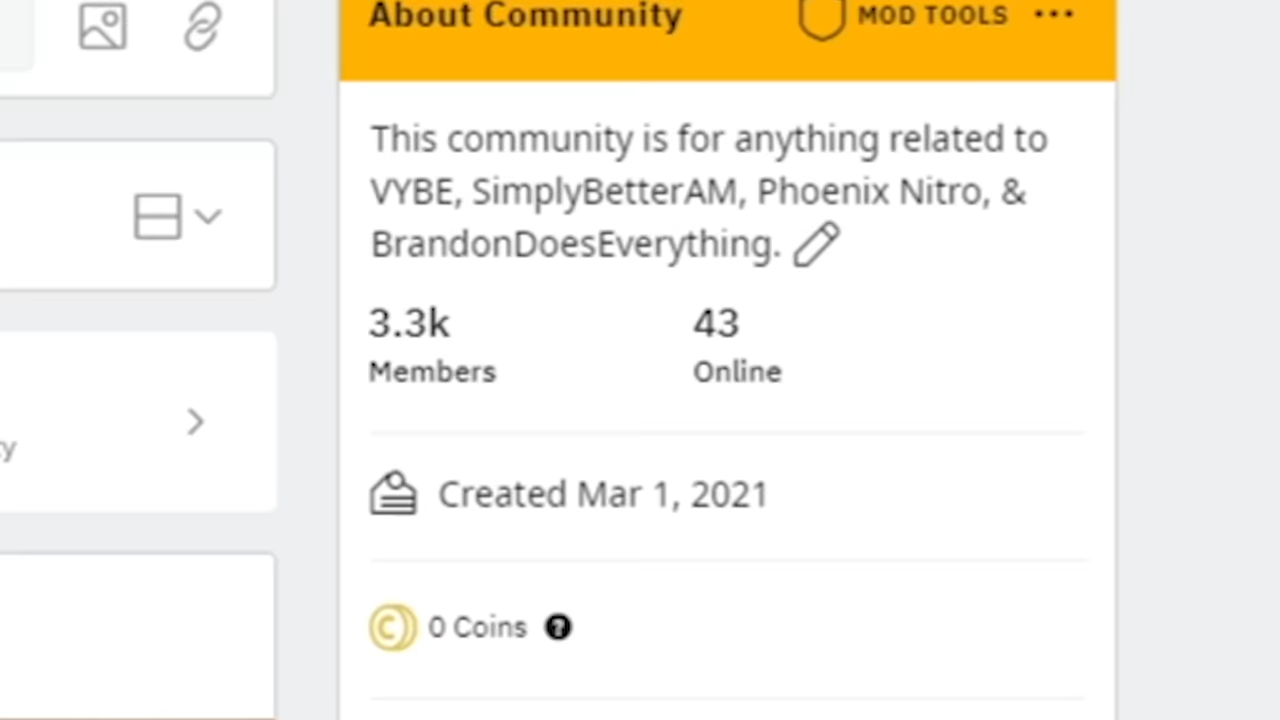 About Community
MOD TOOLS
This community is for anything related to
VYBE, SimplyBetterAM, Phoenix Nitro, &
BrandonDoesEverything.
3.3k
43
Members
Online
ty
Created Mar 1, 2021
0 Coins